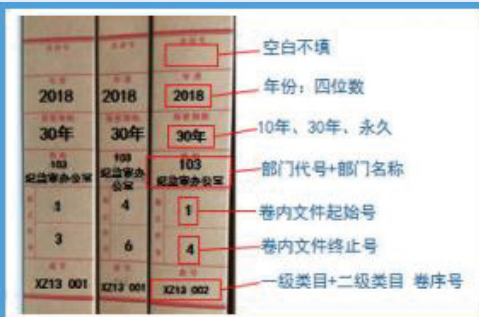 空白不填
年份：四位数
2018 2018 2018
10年、30年、永久
30年 30年 30年
部门代号+部门名称
103 103 103
纪监审办公室 纪监审办公室 纪监审办公室
卷内文件起始号
1 4 1
卷内文件终止号
3 6 4
一级类目+二级类目 卷序号
XZ13 001 XZ13 001 XZ13 002